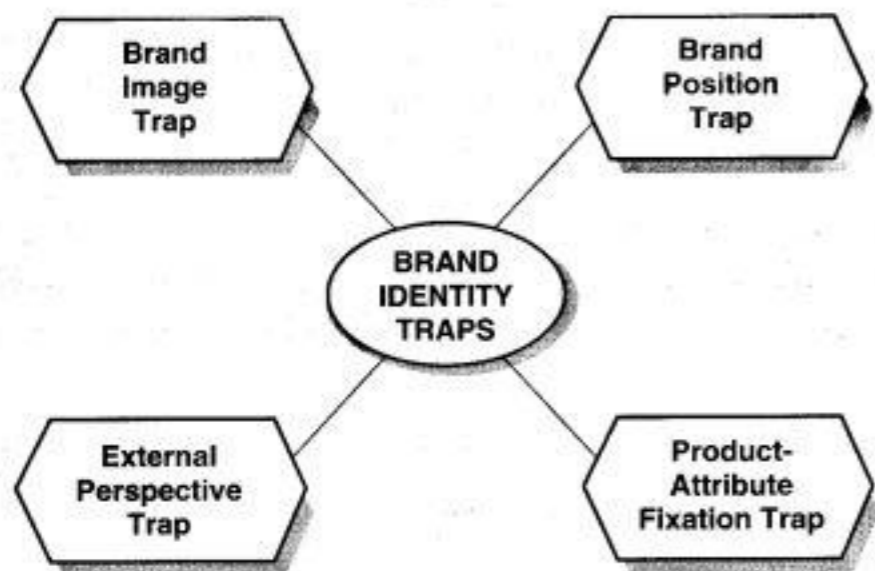 Brand
Image
Trap
Brand
Position
Trap
BRAND
IDENTITY
TRAPS
External
Perspective
Trap
Product-
Attribute
Fixation Trap